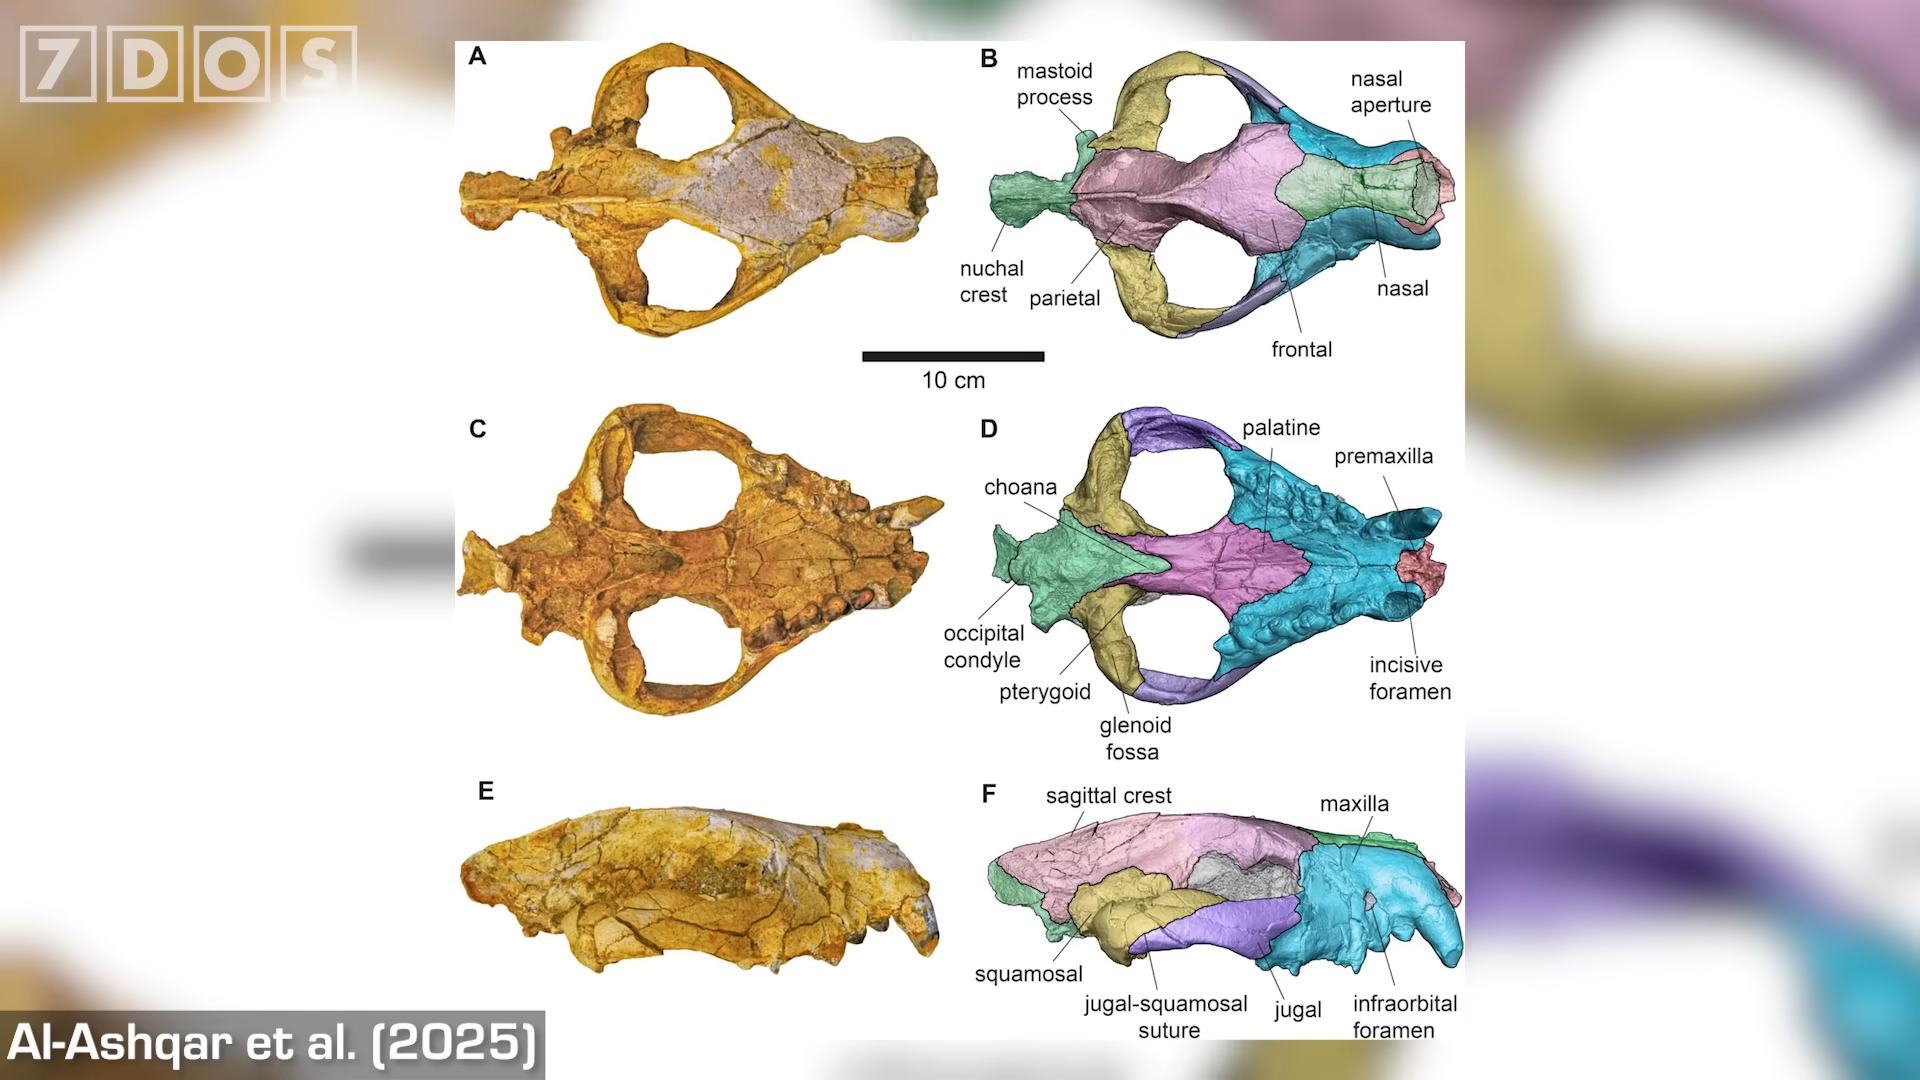 7DOS
A
B
mastoid
process
nasal
aperture
nuchal
crest
parietal
nasal
frontal
10 cm
C
D
palatine
premaxilla
choana
occipital
condyle
pterygoid
incisive
foramen
glenoid
fossa
E
F
sagittal crest
maxilla
squamosal
jugal-squamosal
suture
jugal
infraorbital
foramen
Al-Ashqar et al. (2025)